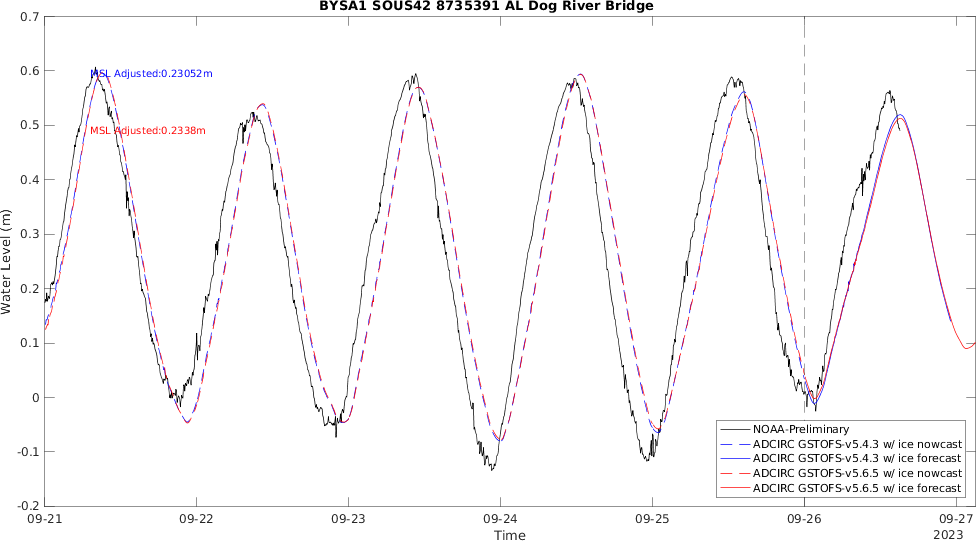 BYSA1 SOUS42 8735391 AL Dog River Bridge
0.7
0.6
0.5
0.4
0.3
0.2
0.1
0
-0.1
-0.2
Water Level (m)
MSL Adjusted:0.23052m
MSL Adjusted:0.2338m
NOAA-Preliminary
ADCIRC GSTOFS-v5.4.3 w/ ice nowcast
ADCIRC GSTOFS-v5.4.3 w/ ice forecast
ADCIRC GSTOFS-v5.6.5 w/ ice nowcast
ADCIRC GSTOFS-v5.6.5 w/ ice forecast
09-21 09-22 09-23 09-24 09-25 09-26 09-27
Time
2023